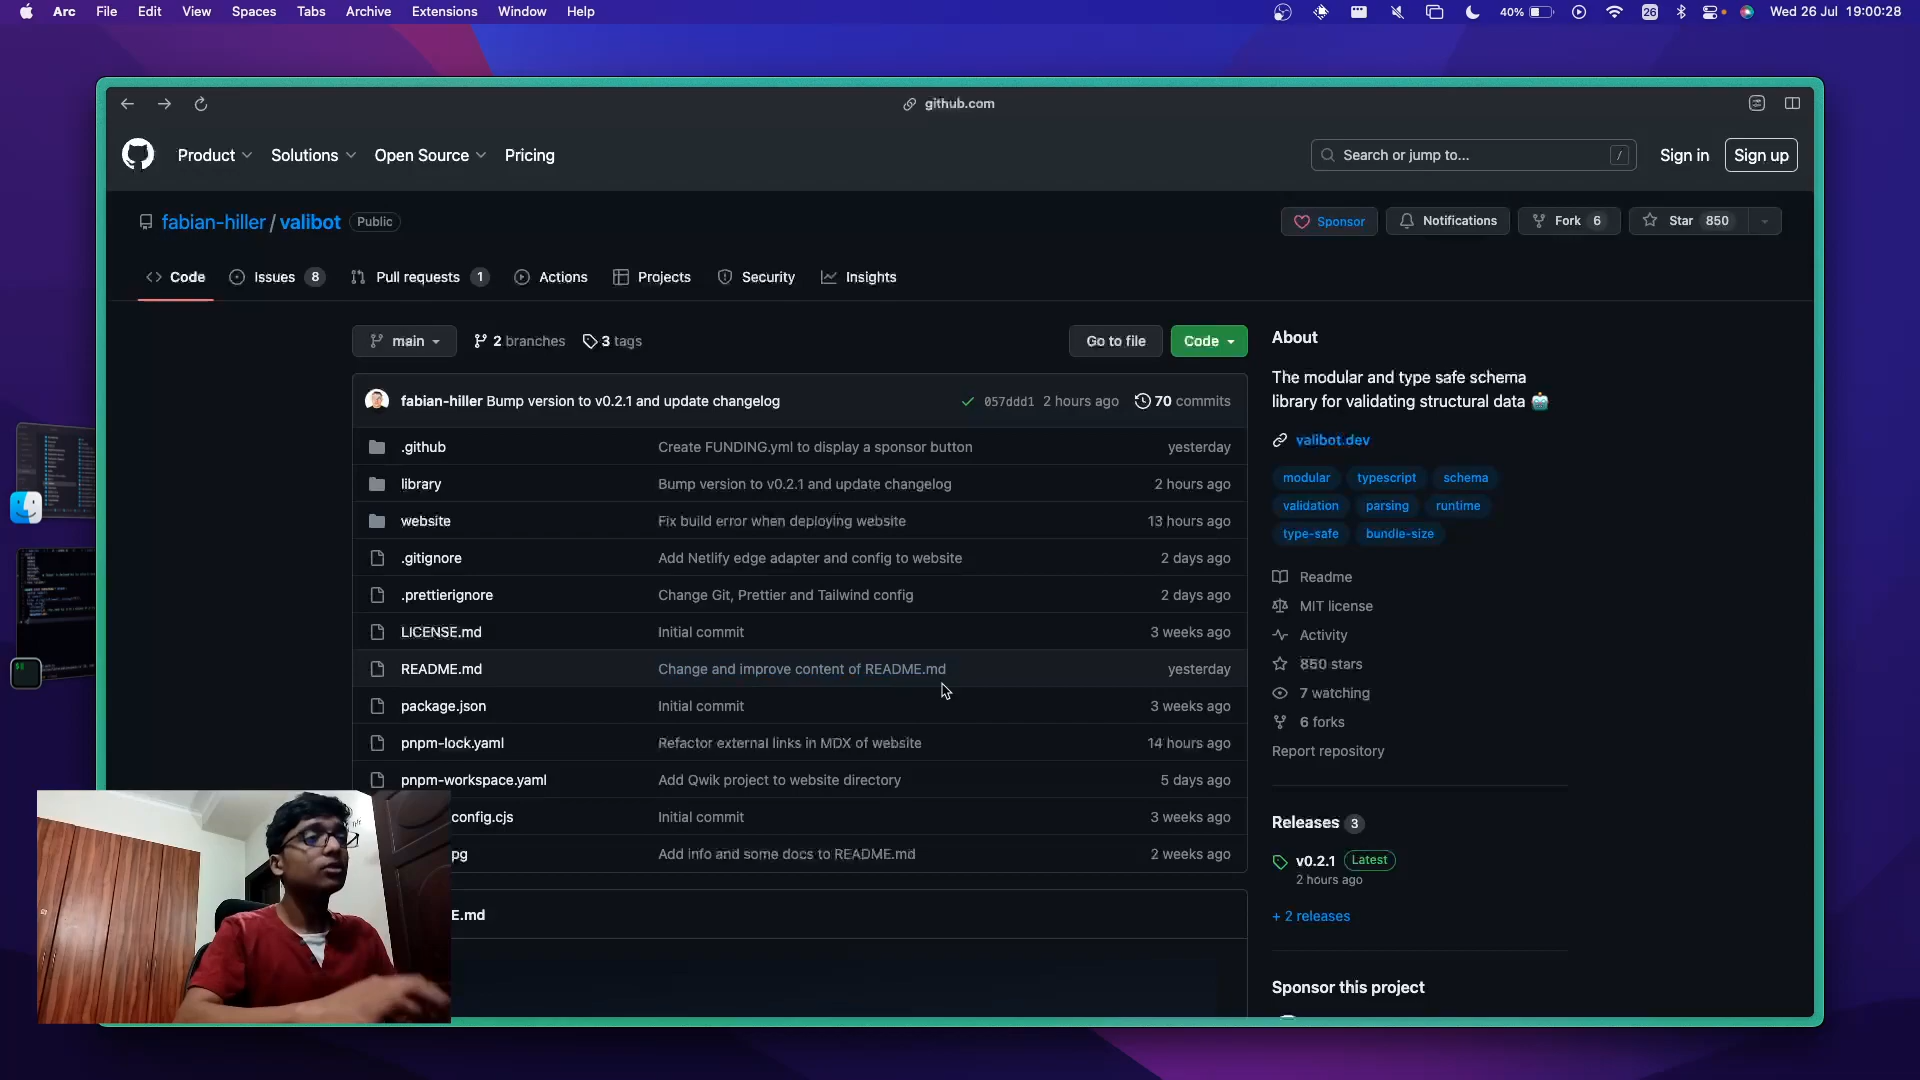 Arc File Edit View Spaces Tabs Archive Extensions Window Help 40% 26 Wed 26 Jul 19:00:28
github.com
Product Solutions Open Source Pricing Search or jump to... / Sign in Sign up
fabian-hiller / valibot Public Sponsor Notifications Fork 6 Star 850
Code Issues 8 Pull requests 1 Actions Projects Security Insights
main 2 branches 3 tags Go to file Code
fabian-hiller Bump version to v0.2.1 and update changelog 057ddd1 2 hours ago 70 commits
.github Create FUNDING.yml to display a sponsor button yesterday
library Bump version to v0.2.1 and update changelog 2 hours ago
website Fix build error when deploying website 13 hours ago
.gitignore Add Netlify edge adapter and config to website 2 days ago
.prettierignore Change Git, Prettier and Tailwind config 2 days ago
LICENSE.md Initial commit 3 weeks ago
README.md Change and improve content of README.md yesterday
package.json Initial commit 3 weeks ago
pnpm-lock.yaml Refactor external links in MDX of website 14 hours ago
pnpm-workspace.yaml Add Qwik project to website directory 5 days ago
config.cjs Initial commit 3 weeks ago
pg Add info and some docs to README.md 2 weeks ago
E.md
About
The modular and type safe schema
library for validating structural data
valibot.dev
modular typescript schema
validation parsing runtime
type-safe bundle-size
Readme
MIT license
Activity
850 stars
7 watching
6 forks
Report repository
Releases 3
v0.2.1 Latest
2 hours ago
+ 2 releases
Sponsor this project